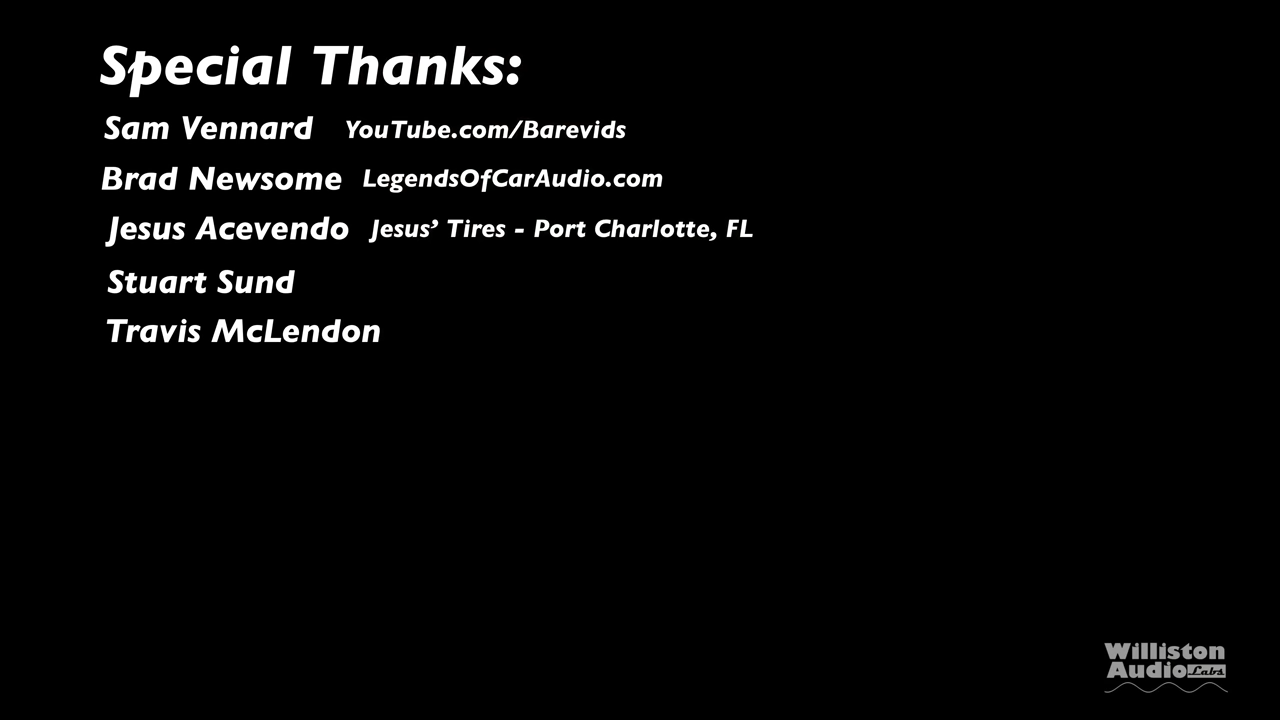 Special Thanks:
Sam Vennard YouTube.com/Barevids
Brad Newsome LegendsOfCarAudio.com
Jesus Acevendo Jesus’ Tires - Port Charlotte, FL
Stuart Sund
Travis McLendon
Williston
Audio Labs